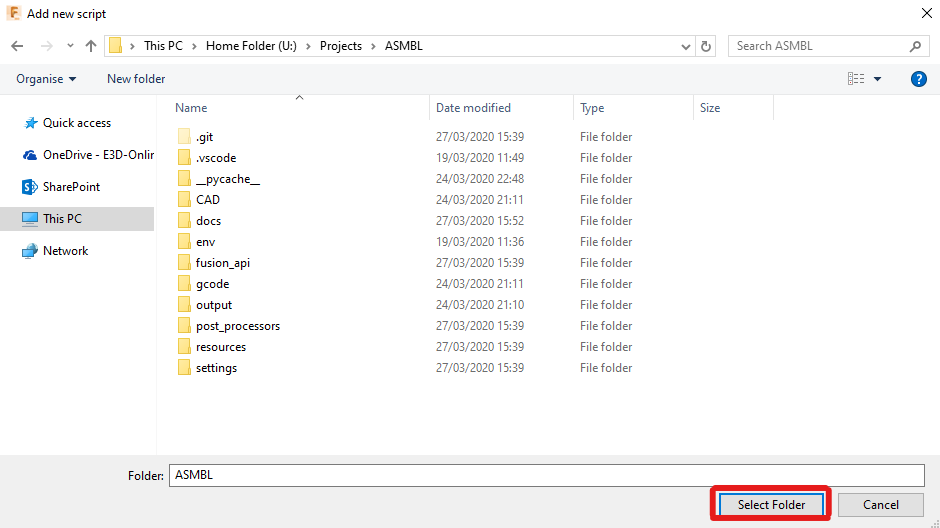 Add new script
This PC > Home Folder (U:) > Projects > ASMBL
Search ASMBL
Organise
New folder
?
Name Date modified Type Size
Quick access
OneDrive - E3D-Onlin
SharePoint
This PC
Network
.git 27/03/2020 15:39 File folder
.vscode 19/03/2020 11:49 File folder
__pycache__ 24/03/2020 22:48 File folder
CAD 24/03/2020 21:11 File folder
docs 27/03/2020 15:52 File folder
env 19/03/2020 11:36 File folder
fusion_api 27/03/2020 15:39 File folder
gcode 24/03/2020 21:11 File folder
output 24/03/2020 21:10 File folder
post_processors 27/03/2020 15:39 File folder
resources 27/03/2020 15:39 File folder
settings 27/03/2020 15:39 File folder
Folder: ASMBL
Select Folder
Cancel